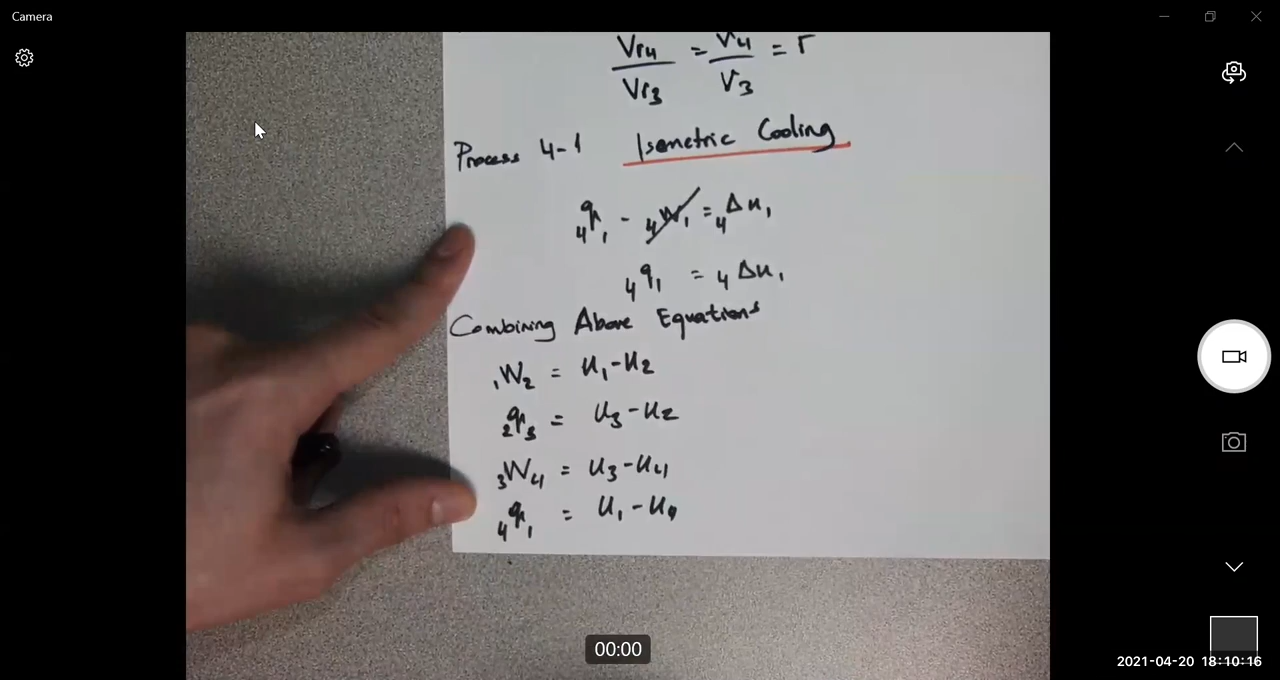 Camera
Vr4/Vr3 = V4/V3 = r
Process 4-1 Isometric Cooling
₄q₁ - ₄W₁ = ₄Δu₁
₄q₁ = ₄Δu₁
Combining Above Equations
₁W₂ = u₁-u₂
₂q₃ = u₃-u₂
₃W₄ = u₃-u₄
₄q₁ = u₁-u₄
00:00
2021-04-20 18:10:16